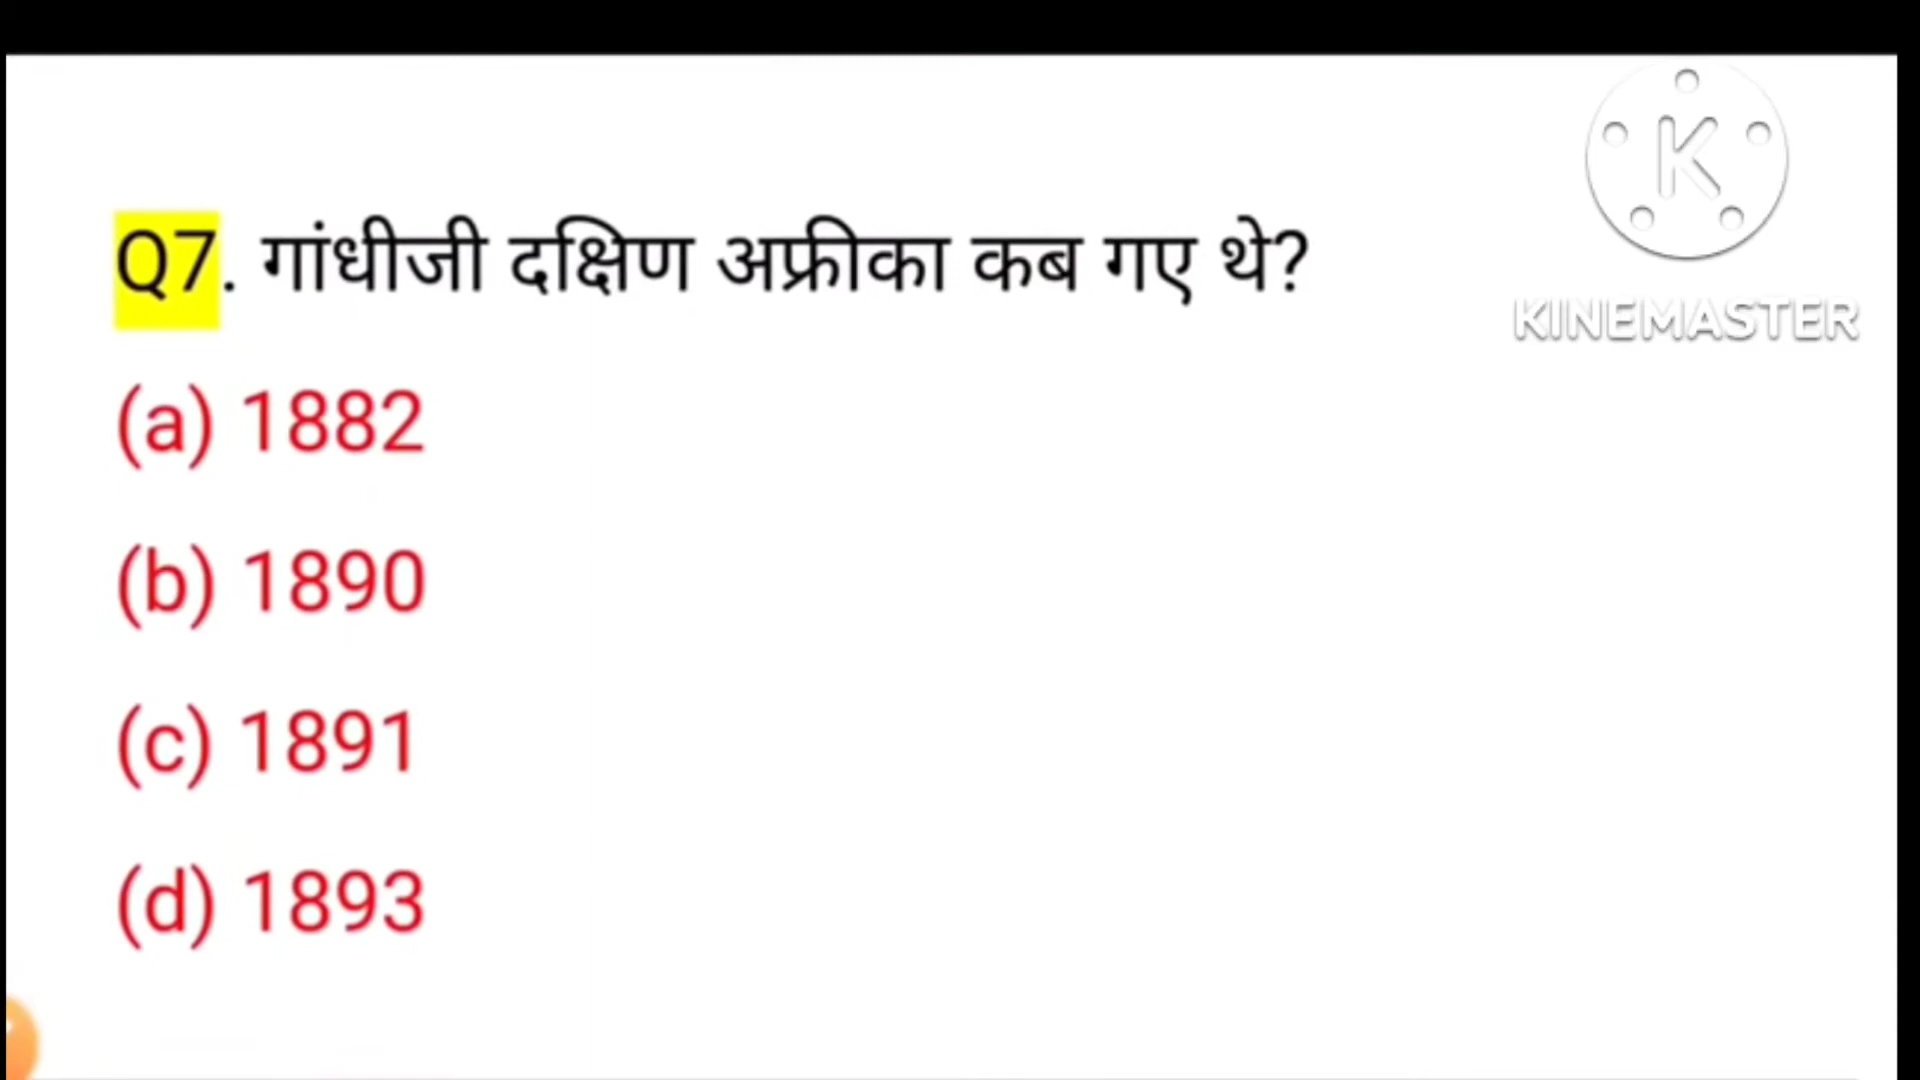 Q7. गांधीजी दक्षिण अफ्रीका कब गए थे?
K
KINEMASTER
(a) 1882
(b) 1890
(c) 1891
(d) 1893